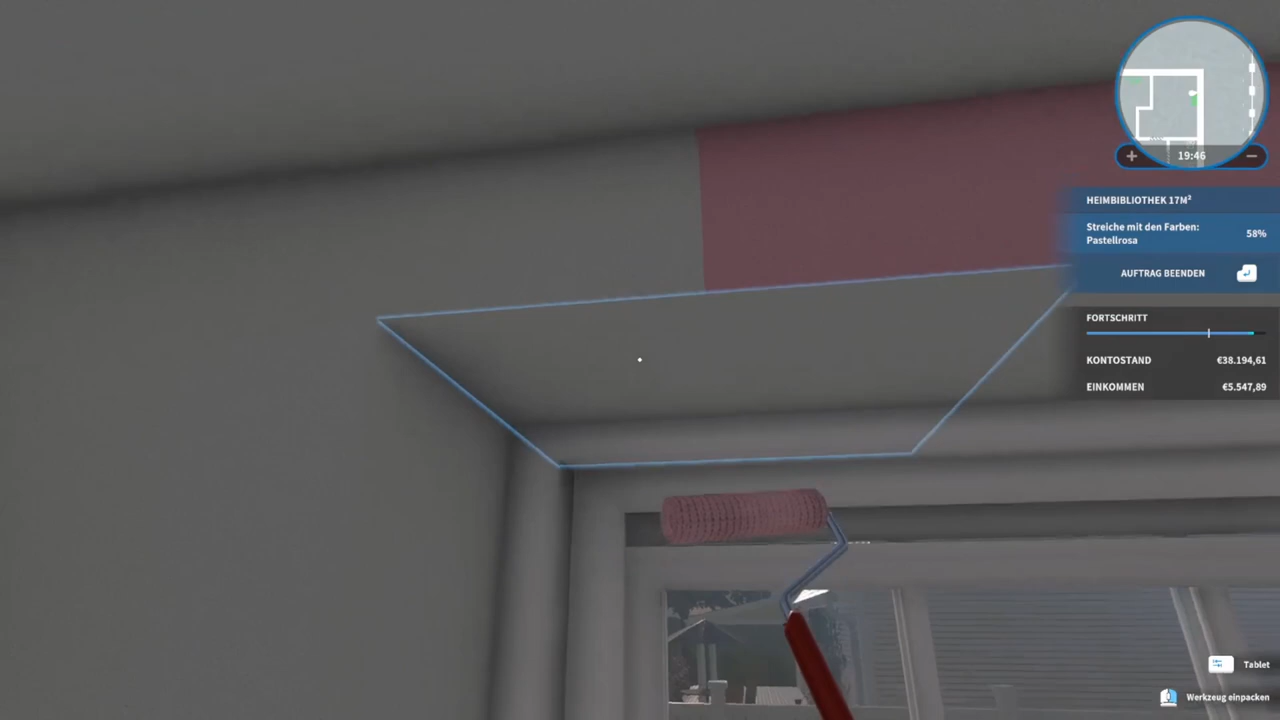 19:46
HEIMBIBLIOTHEK 17M²
Streiche mit den Farben:
Pastellrosa
58%
AUFTRAG BEENDEN
FORTSCHRITT
KONTOSTAND €38.194,61
EINKOMMEN €5.547,89
Tablet
Werkzeug einpacken